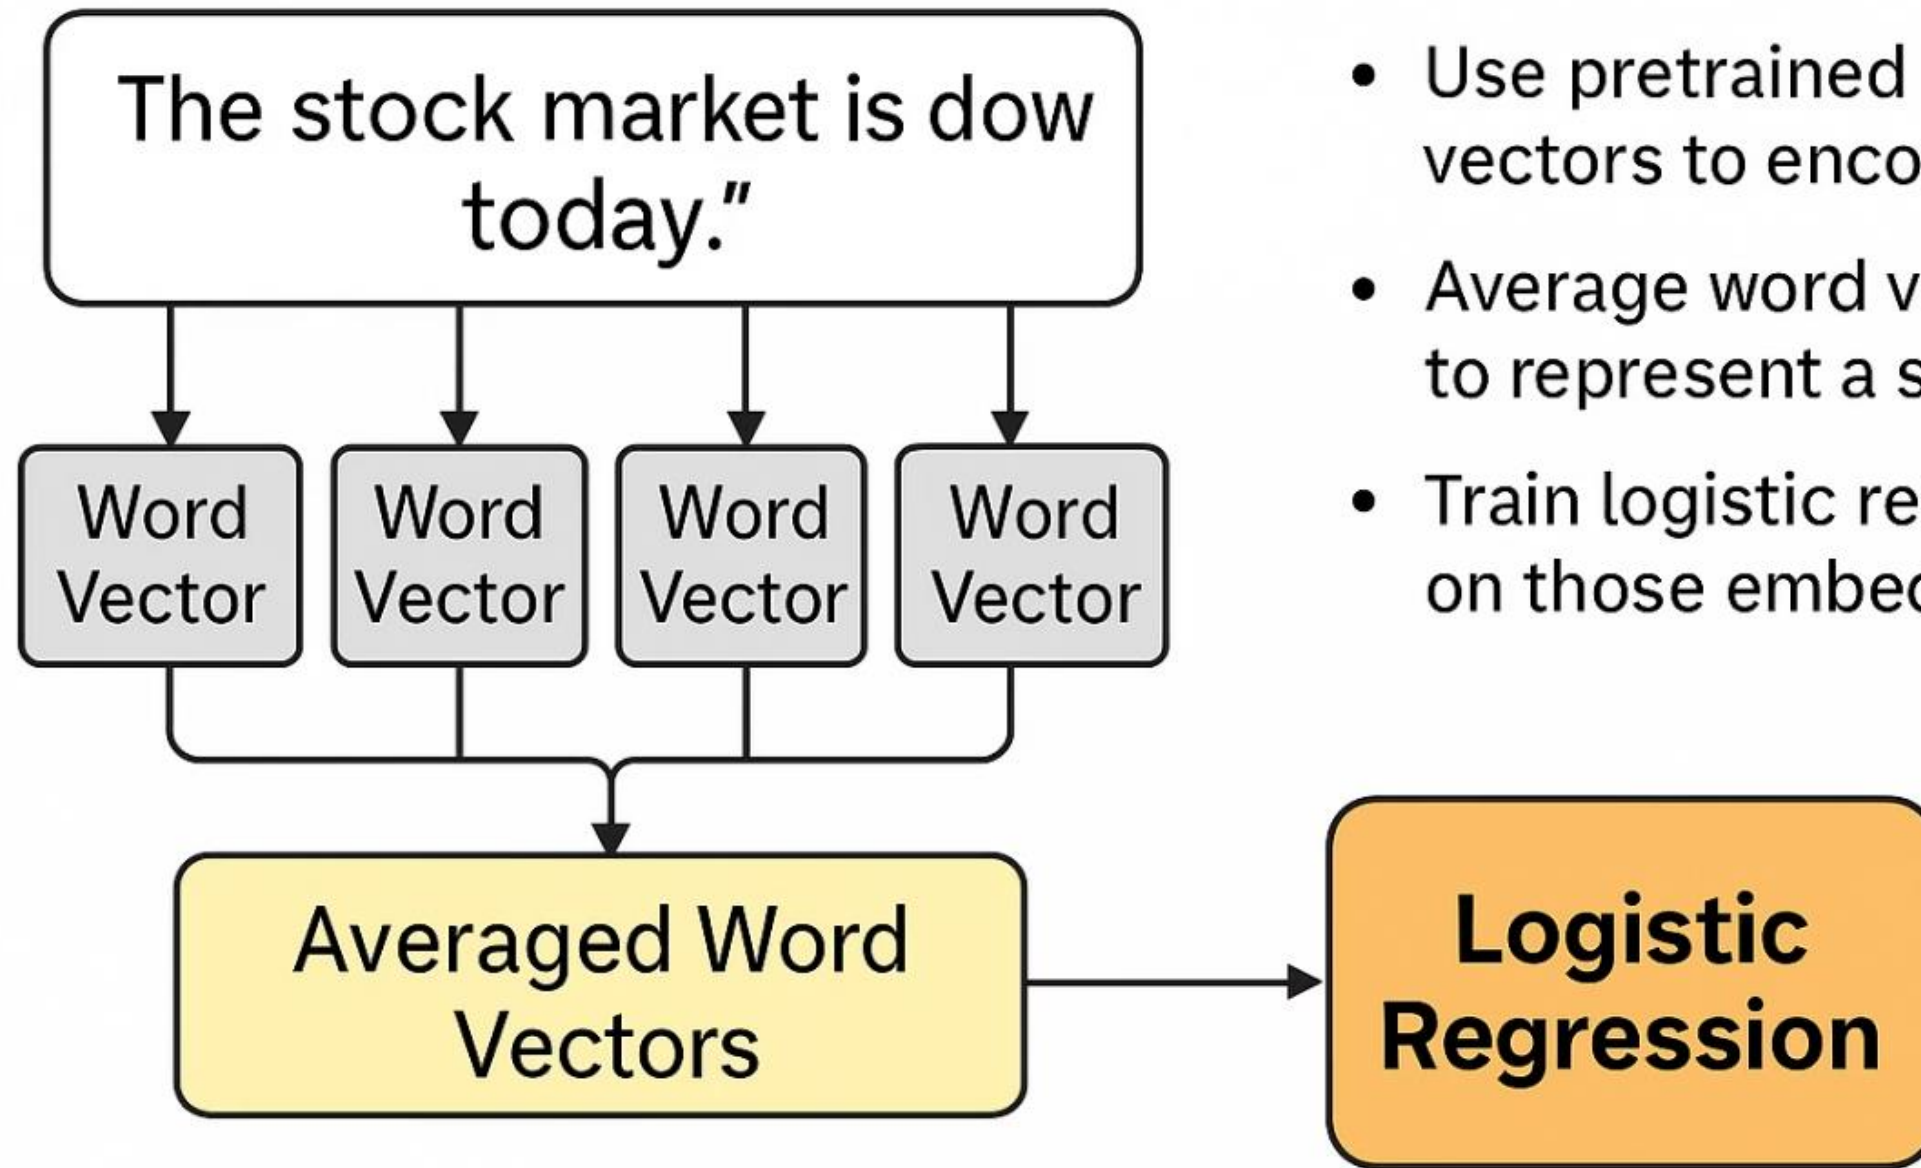 The stock market is dow
today.”
Word
Vector
Word
Vector
Word
Vector
Word
Vector
Averaged Word
Vectors
Logistic
Regression
• Use pretrained
vectors to enco
• Average word v
to represent a s
• Train logistic re
on those embed